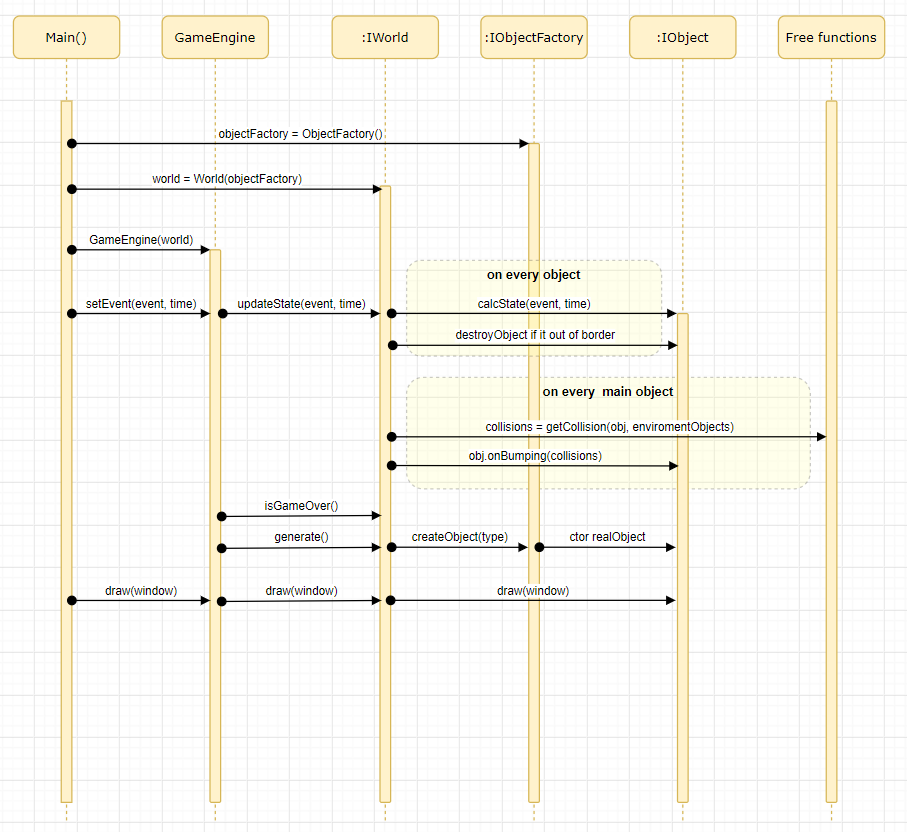 Main()
GameEngine
:IWorld
:IObjectFactory
:IObject
Free functions
objectFactory = ObjectFactory()
world = World(objectFactory)
GameEngine(world)
on every object
setEvent(event, time)
updateState(event, time)
calcState(event, time)
destroyObject if it out of border
on every  main object
collisions = getCollision(obj, enviromentObjects)
obj.onBumping(collisions)
isGameOver()
generate()
createObject(type)
ctor realObject
draw(window)
draw(window)
draw(window)